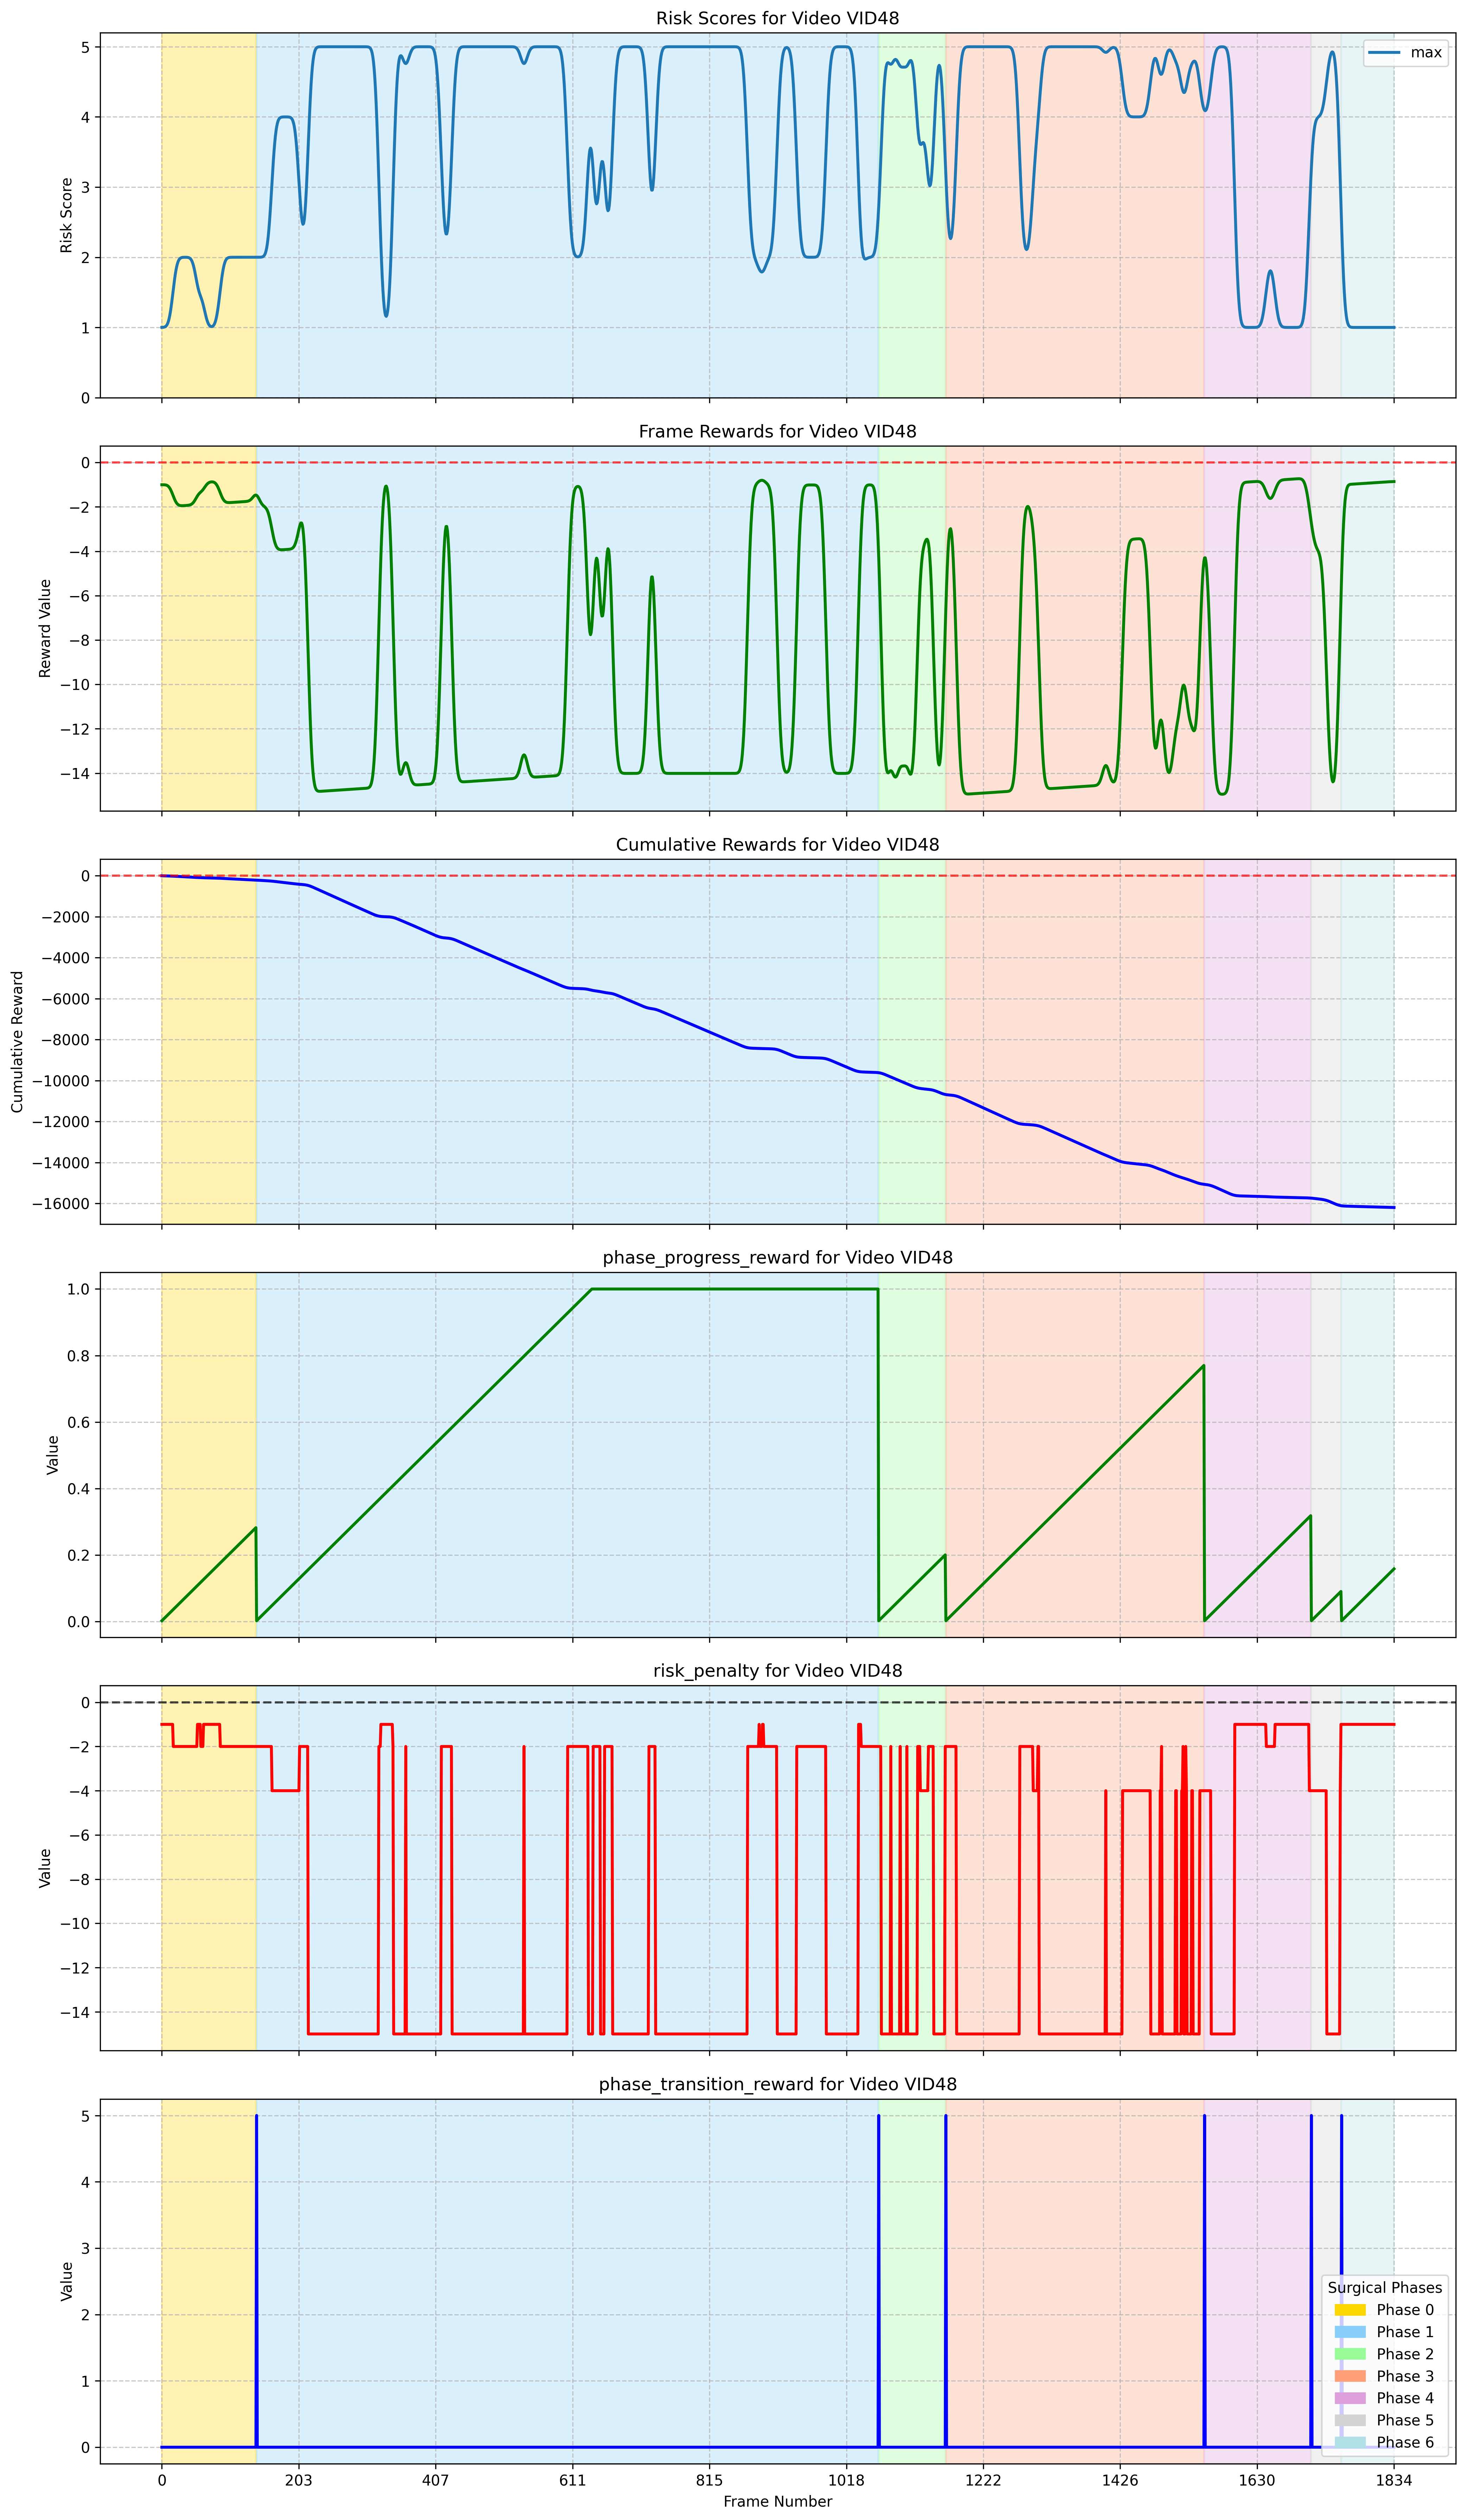 Risk Scores for Video VID48
max
5
4
3
2
1
0
Risk Score
Frame Rewards for Video VID48
0
−2
−4
−6
−8
−10
−12
−14
Reward Value
Cumulative Rewards for Video VID48
0
−2000
−4000
−6000
−8000
−10000
−12000
−14000
−16000
Cumulative Reward
phase_progress_reward for Video VID48
1.0
0.8
0.6
0.4
0.2
0.0
Value
risk_penalty for Video VID48
0
−2
−4
−6
−8
−10
−12
−14
Value
phase_transition_reward for Video VID48
5
4
3
2
1
0
Value
Surgical Phases
Phase 0
Phase 1
Phase 2
Phase 3
Phase 4
Phase 5
Phase 6
0 203 407 611 815 1018 1222 1426 1630 1834
Frame Number